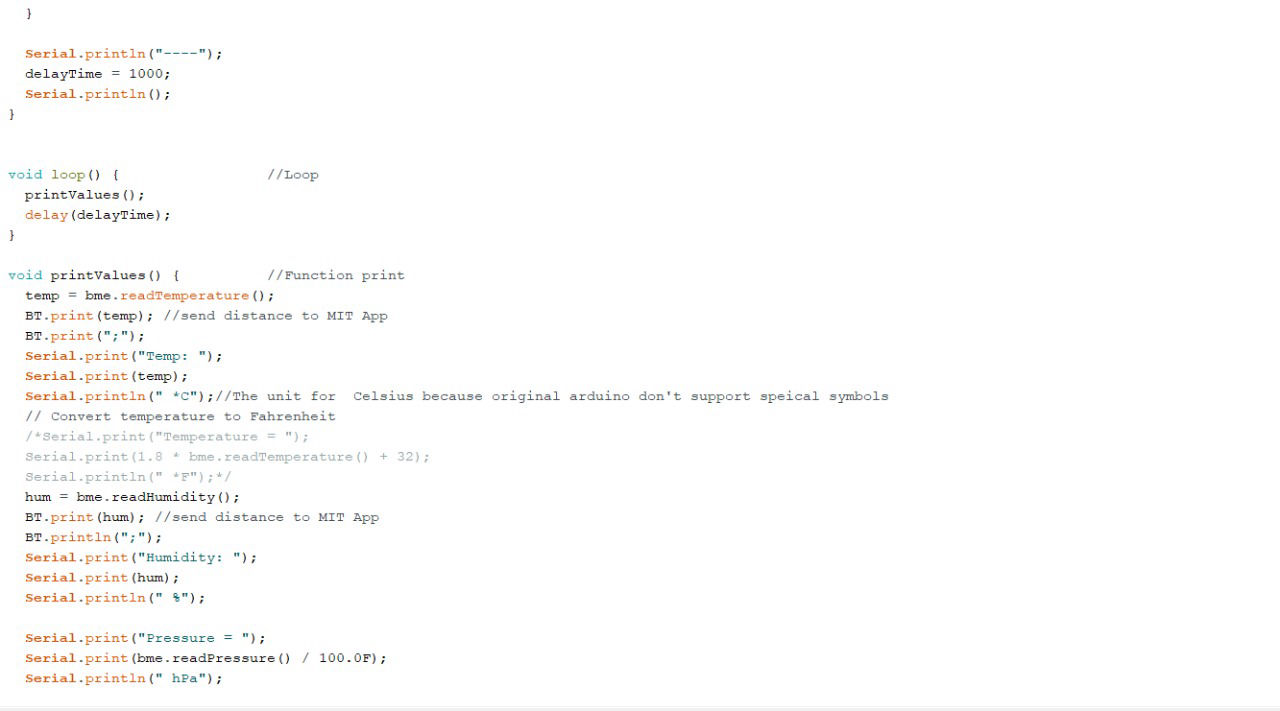 }
Serial.println("----");
delayTime = 1000;
Serial.println();
}
void loop() { //Loop
printValues();
delay(delayTime);
}
void printValues() { //Function print
temp = bme.readTemperature();
BT.print(temp); //send distance to MIT App
BT.print(";");
Serial.print("Temp: ");
Serial.print(temp);
Serial.println(" *C");//The unit for  Celsius because original arduino don't support speical symbols
// Convert temperature to Fahrenheit
/*Serial.print("Temperature = ");
Serial.print(1.8 * bme.readTemperature() + 32);
Serial.println(" *F");*/
hum = bme.readHumidity();
BT.print(hum); //send distance to MIT App
BT.println(";");
Serial.print("Humidity: ");
Serial.print(hum);
Serial.println(" %");
Serial.print("Pressure = ");
Serial.print(bme.readPressure() / 100.0F);
Serial.println(" hPa");